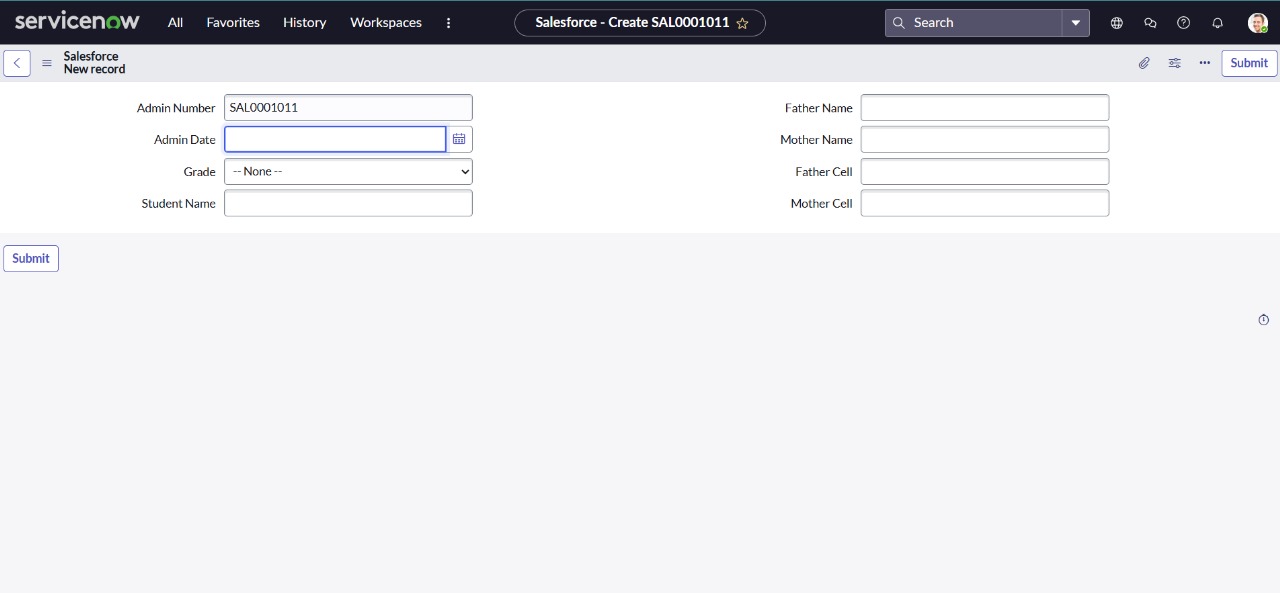 servicenow All Favorites History Workspaces Salesforce - Create SAL0001011 Search
Salesforce
New record
Submit
Admin Number SAL0001011 Father Name
Admin Date Mother Name
Grade -- None -- Father Cell
Student Name Mother Cell
Submit